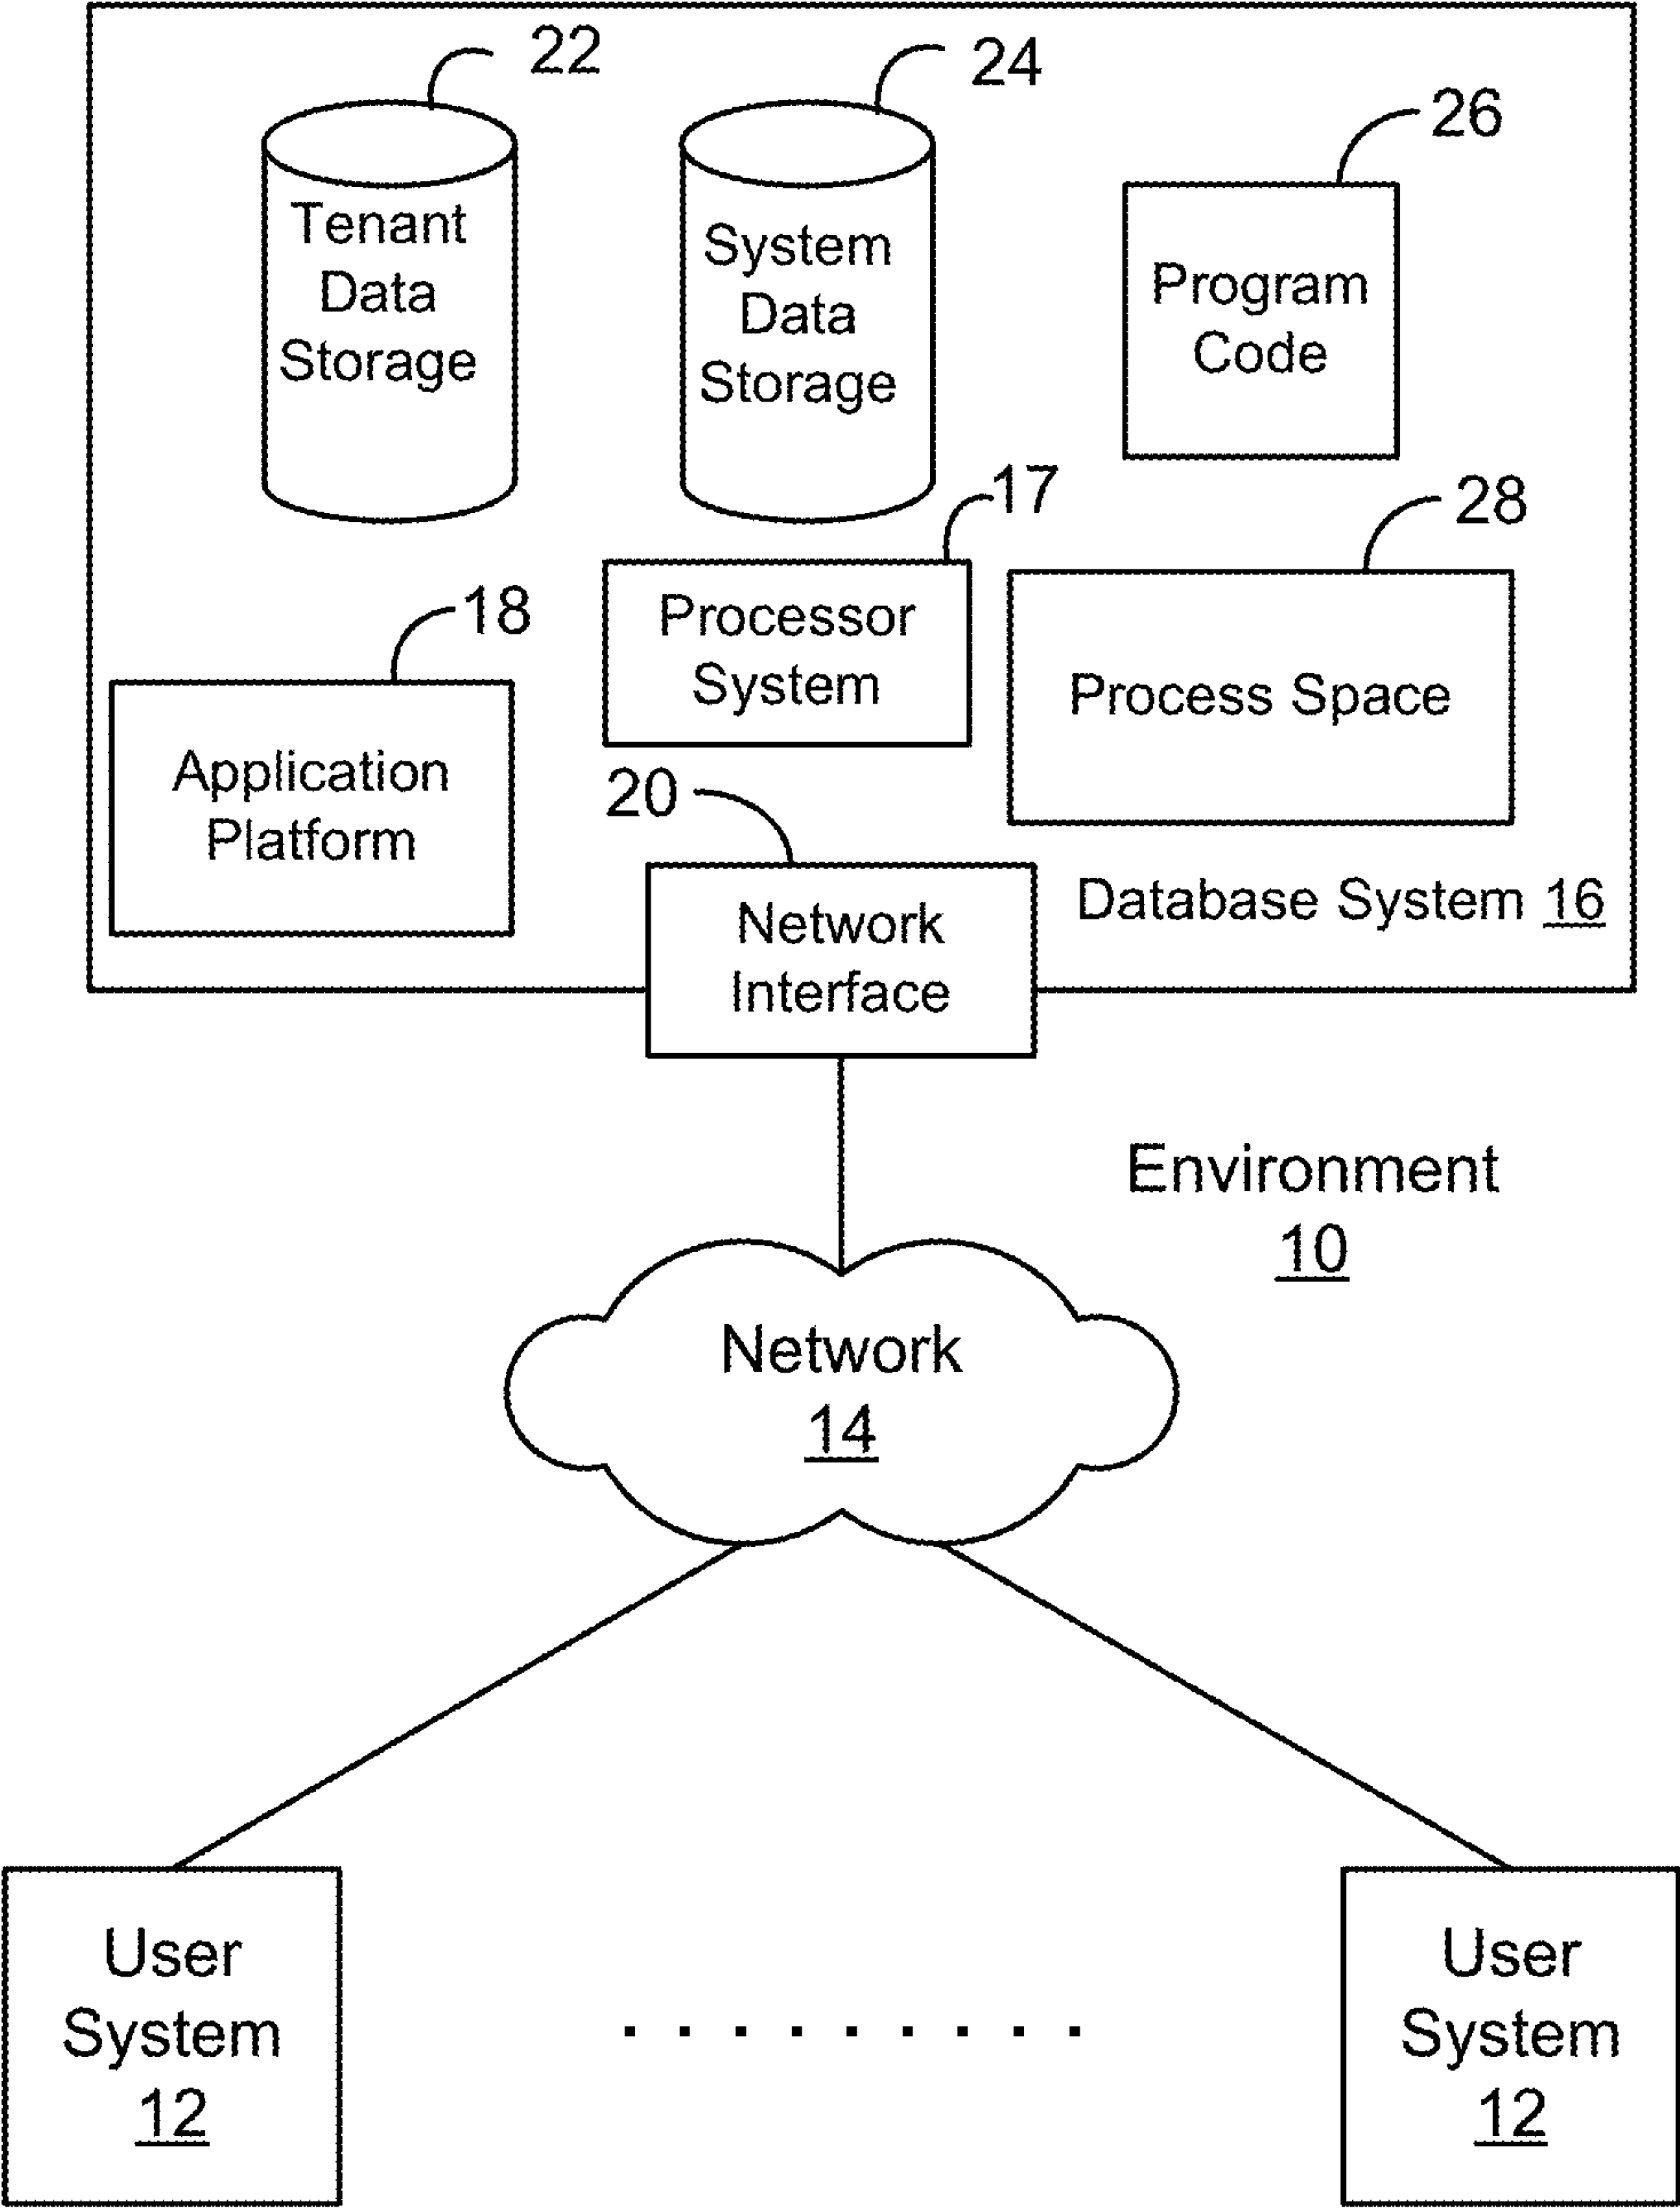 22
24
26
Tenant
Data
Storage
System
Data
Storage
Program
Code
17
28
18
Processor
System
Process Space
Application
Platform
20
Database System 16
Network
Interface
Environment
10
Network
14
User
System
12
.........
User
System
12